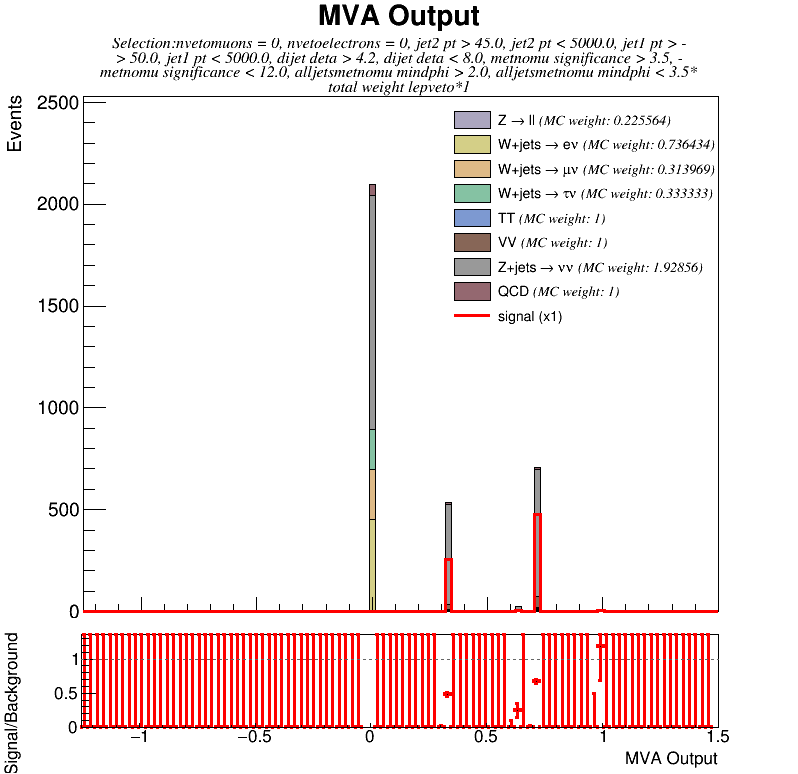 MVA Output
Selection:nvetomuons = 0, nvetoelectrons = 0, jet2 pt > 45.0, jet2 pt < 5000.0, jet1 pt > -
> 50.0, jet1 pt < 5000.0, dijet deta > 4.2, dijet deta < 8.0, metnomu significance > 3.5, -
metnomu significance < 12.0, alljetsmetnomu mindphi > 2.0, alljetsmetnomu mindphi < 3.5*
total weight lepveto*1
Events
2500
2000
1500
1000
500
0
Z → ll (MC weight: 0.225564)
W+jets → eν (MC weight: 0.736434)
W+jets → μν (MC weight: 0.313969)
W+jets → τν (MC weight: 0.333333)
TT (MC weight: 1)
VV (MC weight: 1)
Z+jets → νν (MC weight: 1.92856)
QCD (MC weight: 1)
signal (x1)
Signal/Background
1
0.5
0
−1 −0.5 0 0.5 1 1.5
MVA Output